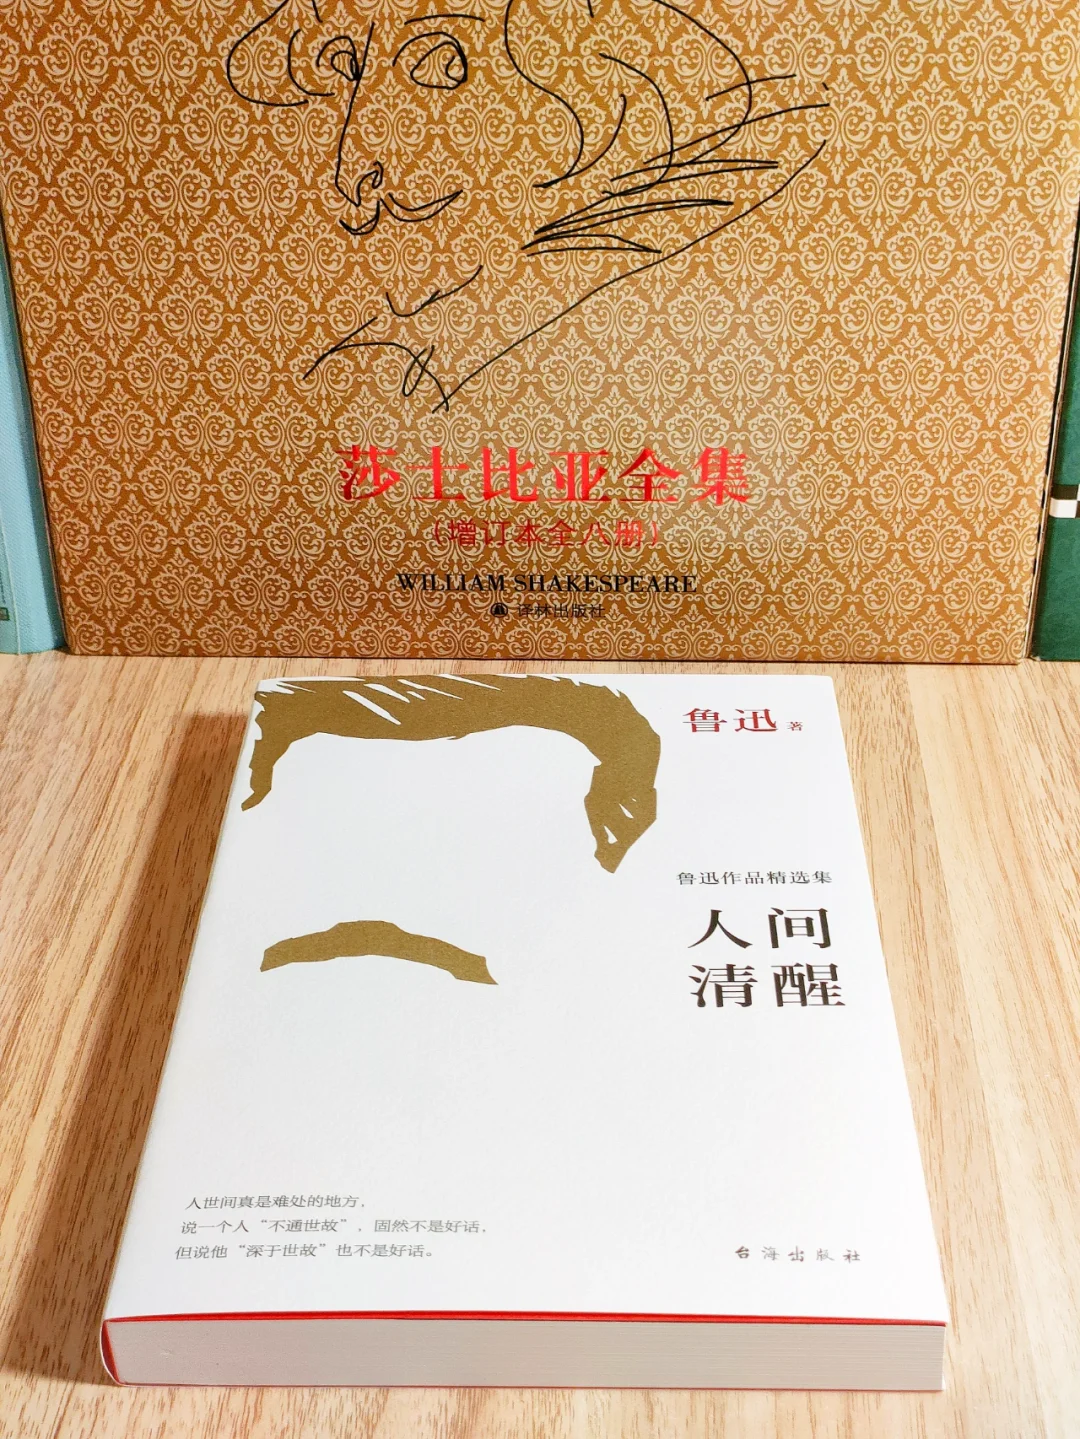 莎士比亚全集
（增订本全八册）
WILLIAM SHAKESPEARE
译林出版社
鲁迅 著
鲁迅作品精选集
人间
清醒
人世间真是难处的地方，
说一个人“不通世故”，固然不是好话，
但说他“深于世故”也不是好话。
台海出版社